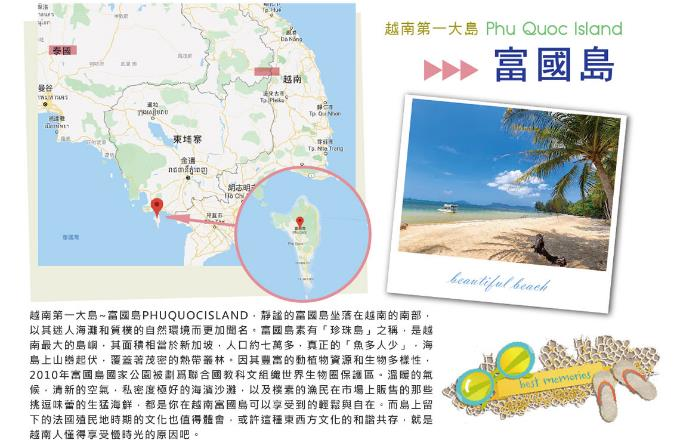 越南第一大島 Phu Quoc Island
富國島
泰國
越南
曼谷
東埔寨
金邊
胡志明市
Đà Nẵng
Tp. Pleiku
Tp. Quy Nhơn
Tp. Nha Trang
泰國灣
beautiful beach
越南第一大島~富國島PHUQUOCISLAND，靜謐的富國島坐落在越南的南部，
以其迷人海灘和質樸的自然環境而更加聞名。富國島素有「珍珠島」之稱，是越
南最大的島嶼，其面積相當於新加坡，人口約七萬多，真正的「魚多人少」，海
島上山巒起伏，覆蓋著茂密的熱帶叢林。因其豐富的動植物資源和生物多樣性，
2010年富國島國家公園被劃爲聯合國教科文組織世界生物圈保護區。溫暖的氣
候，清新的空氣，私密度極好的海濱沙灘，以及樸素的漁民在市場上販售的那些
挑逗味蕾的生猛海鮮，都是你在越南富國島可以享受到的輕鬆與自在。而島上留
下的法國殖民地時期的文化也值得體會，或許這種東西方文化的和諧共存，就是
越南人懂得享受慢時光的原因吧。
best memories